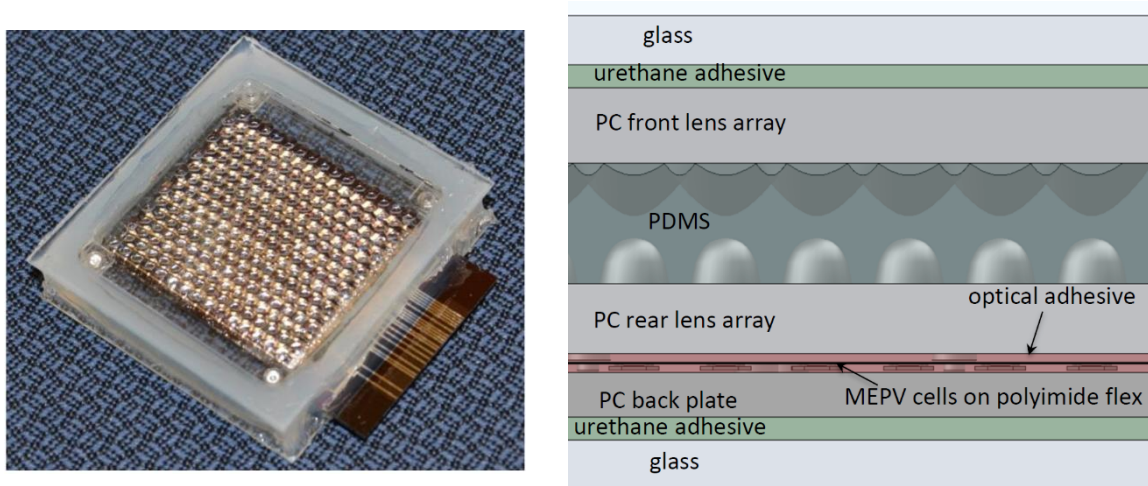 glass
urethane adhesive
PC front lens array
PDMS
optical adhesive
PC rear lens array
MEPV cells on polyimide flex
PC back plate
urethane adhesive
glass